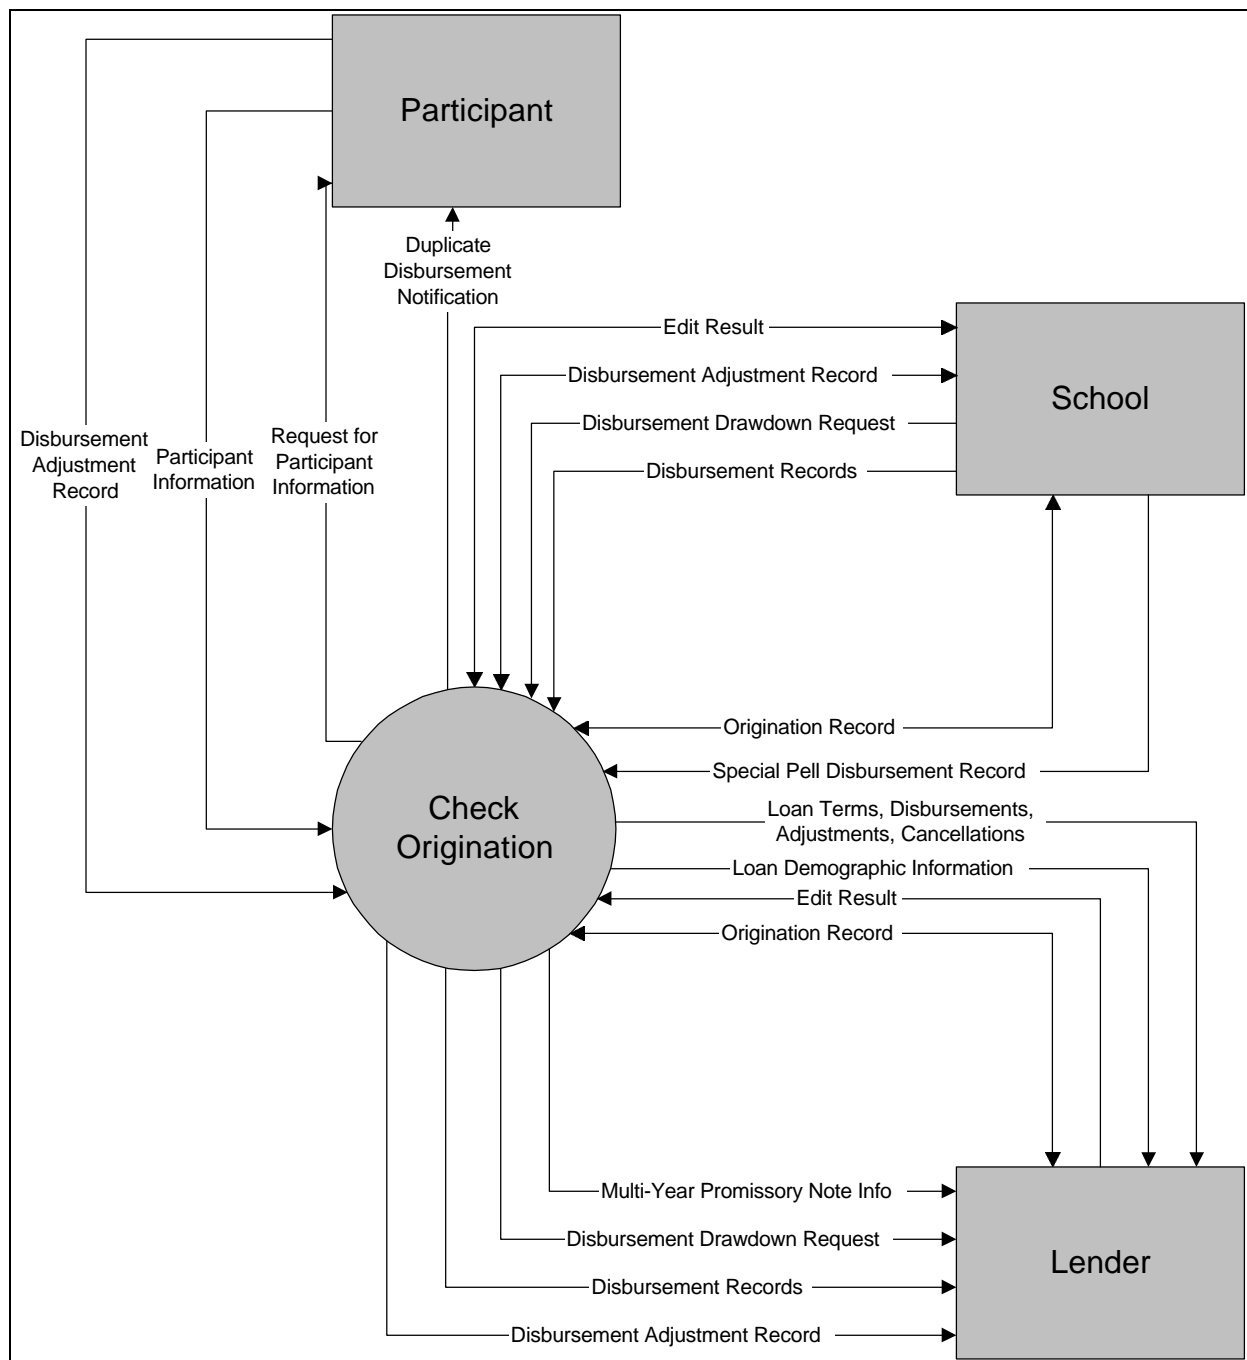 Participant
Duplicate
Disbursement
Notification
Edit Result
Disbursement Adjustment Record
School
Disbursement Drawdown Request
Disbursement Records
Disbursement
Adjustment
Record
Participant
Information
Request for
Participant
Information
Origination Record
Special Pell Disbursement Record
Check
Origination
Loan Terms, Disbursements,
Adjustments, Cancellations
Loan Demographic Information
Edit Result
Origination Record
Multi-Year Promissory Note Info
Disbursement Drawdown Request
Lender
Disbursement Records
Disbursement Adjustment Record